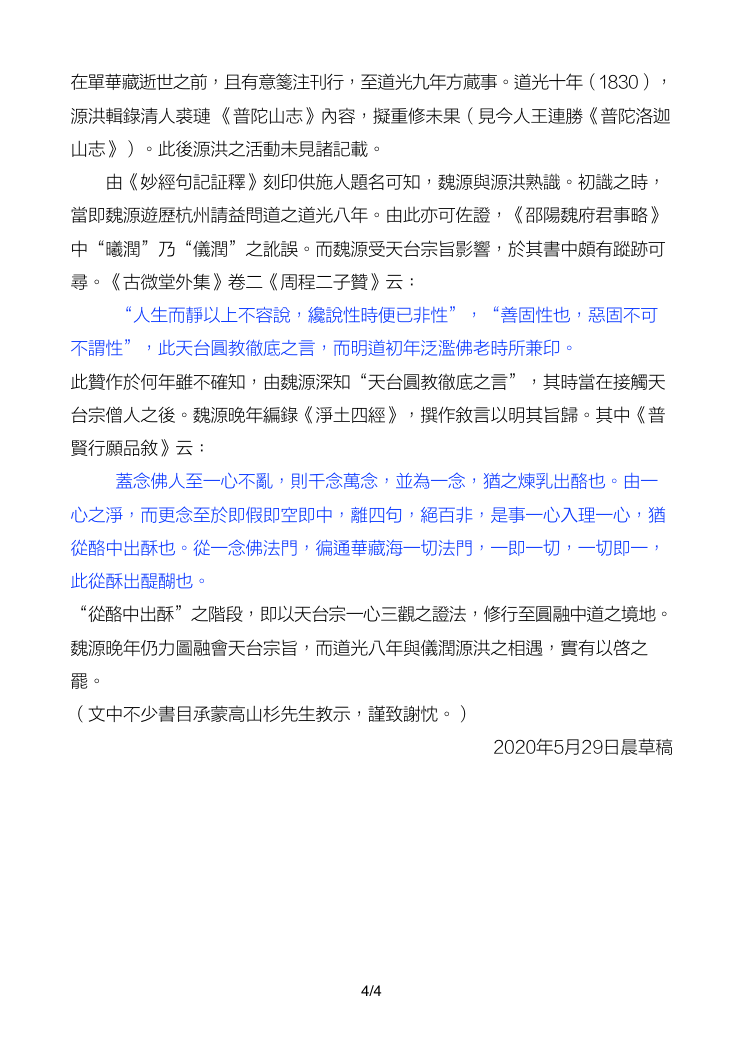 在單華藏逝世之前，且有意箋注刊行，至道光九年方蕆事。道光十年（1830），
源洪輯錄清人裘璉《普陀山志》內容，擬重修未果（見今人王連勝《普陀洛迦
山志》）。此後源洪之活動未見諸記載。
由《妙經句記証釋》刻印供施人題名可知，魏源與源洪熟識。初識之時，
當即魏源遊歷杭州請益問道之道光八年。由此亦可佐證，《邵陽魏府君事略》
中“曦潤”乃“儀潤”之訛誤。而魏源受天台宗旨影響，於其書中頗有蹤跡可
尋。《古微堂外集》卷二《周程二子贊》云：
“人生而靜以上不容說，纔說性時便已非性”，“善固性也，惡固不可
不謂性”，此天台圓教徹底之言，而明道初年泛濫佛老時所兼印。
此贊作於何年雖不確知，由魏源深知“天台圓教徹底之言”，其時當在接觸天
台宗僧人之後。魏源晚年編錄《淨土四經》，撰作敘言以明其旨歸。其中《普
賢行願品敘》云：
蓋念佛人至一心不亂，則千念萬念，並為一念，猶之煉乳出酪也。由一
心之淨，而更念至於即假即空即中，離四句，絕百非，是事一心入理一心，猶
從酪中出酥也。從一念佛法門，徧通華藏海一切法門，一即一切，一切即一，
此從酥出醍醐也。
“從酪中出酥”之階段，即以天台宗一心三觀之證法，修行至圓融中道之境地。
魏源晚年仍力圖融會天台宗旨，而道光八年與儀潤源洪之相遇，實有以啓之
罷。
（文中不少書目承蒙高山杉先生教示，謹致謝忱。）
2020年5月29日晨草稿
4/4